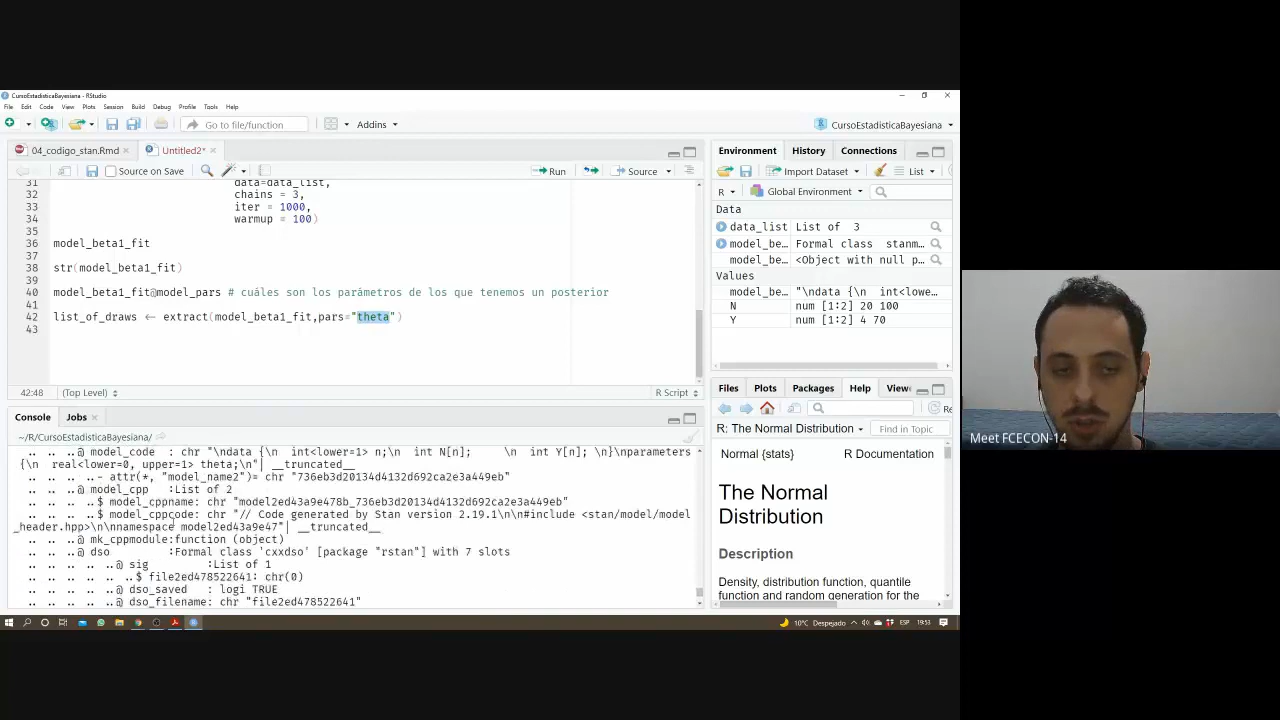 CursoEstadisticaBayesiana - RStudio
File Edit Code View Plots Session Build Debug Profile Tools Help
Go to file/function
Addins
CursoEstadisticaBayesiana
04_codigo_stan.Rmd
Untitled2*
Source on Save
Run
Source
31 data=data_list,
32 chains = 3,
33 iter = 1000,
34 warmup = 100)
35
36 model_beta1_fit
37
38 str(model_beta1_fit)
39
40 model_beta1_fit@model_pars # cuáles son los parámetros de los que tenemos un posterior
41
42 list_of_draws ← extract(model_beta1_fit,pars="theta")
43
42:48 (Top Level) R Script
Console Jobs
~/R/CursoEstadisticaBayesiana/
.. .. ..@ model_code : chr "\ndata {\n  int<lower=1> n;\n  int N[n];   \n  int Y[n]; \n}\nparameters
{\n  real<lower=0, upper=1> theta;\n"| __truncated__
.. .. .. ..- attr(*, "model_name2")= chr "736eb3d20134d4132d692ca2e3a449eb"
.. .. ..@ model_cpp :List of 2
.. .. .. ..$ model_cppname: chr "model2ed43a9e478b_736eb3d20134d4132d692ca2e3a449eb"
.. .. .. ..$ model_cppcode: chr "// Code generated by Stan version 2.19.1\n\n#include <stan/model/model
_header.hpp>\n\nnamespace model2ed43a9e47"| __truncated__
.. .. ..@ mk_cppmodule:function (object)
.. .. ..@ dso :Formal class 'cxxdso' [package "rstan"] with 7 slots
.. .. .. .. ..@ sig :List of 1
.. .. .. .. .. ..$ file2ed478522641: chr(0)
.. .. .. .. ..@ dso_saved : logi TRUE
.. .. .. .. ..@ dso_filename: chr "file2ed478522641"
Environment History Connections
Import Dataset
List
R
Global Environment
Data
data_list List of 3
model_be… Formal class stanm…
model_be… <Object with null p…
Values
model_be… "\ndata {\n  int<lowe…
N num [1:2] 20 100
Y num [1:2] 4 70
Files Plots Packages Help View
Re
R: The Normal Distribution
Find in Topic
Normal {stats} R Documentation
The Normal
Distribution
Description
Density, distribution function, quantile
function and random generation for the
10°C Despejado
ESP
19:53
Meet FCECON-14